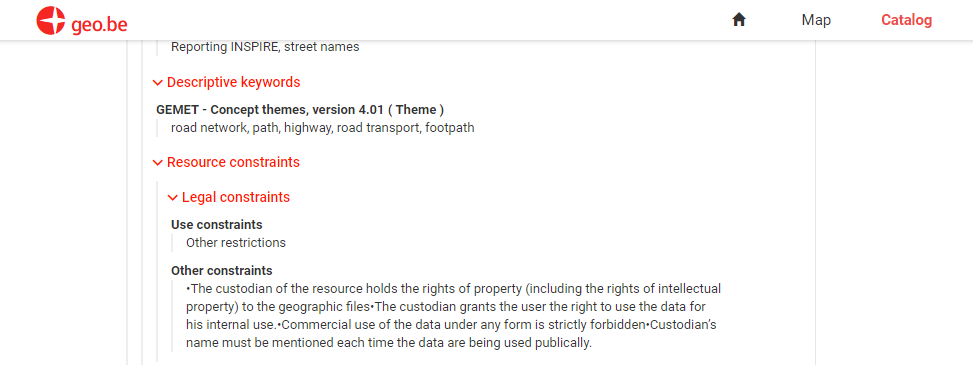 geo.be
Map
Catalog
Reporting INSPIRE, street names
Descriptive keywords
GEMET - Concept themes, version 4.01 ( Theme )
road network, path, highway, road transport, footpath
Resource constraints
Legal constraints
Use constraints
Other restrictions
Other constraints
•The custodian of the resource holds the rights of property (including the rights of intellectual
property) to the geographic files•The custodian grants the user the right to use the data for
his internal use.•Commercial use of the data under any form is strictly forbidden•Custodian’s
name must be mentioned each time the data are being used publically.